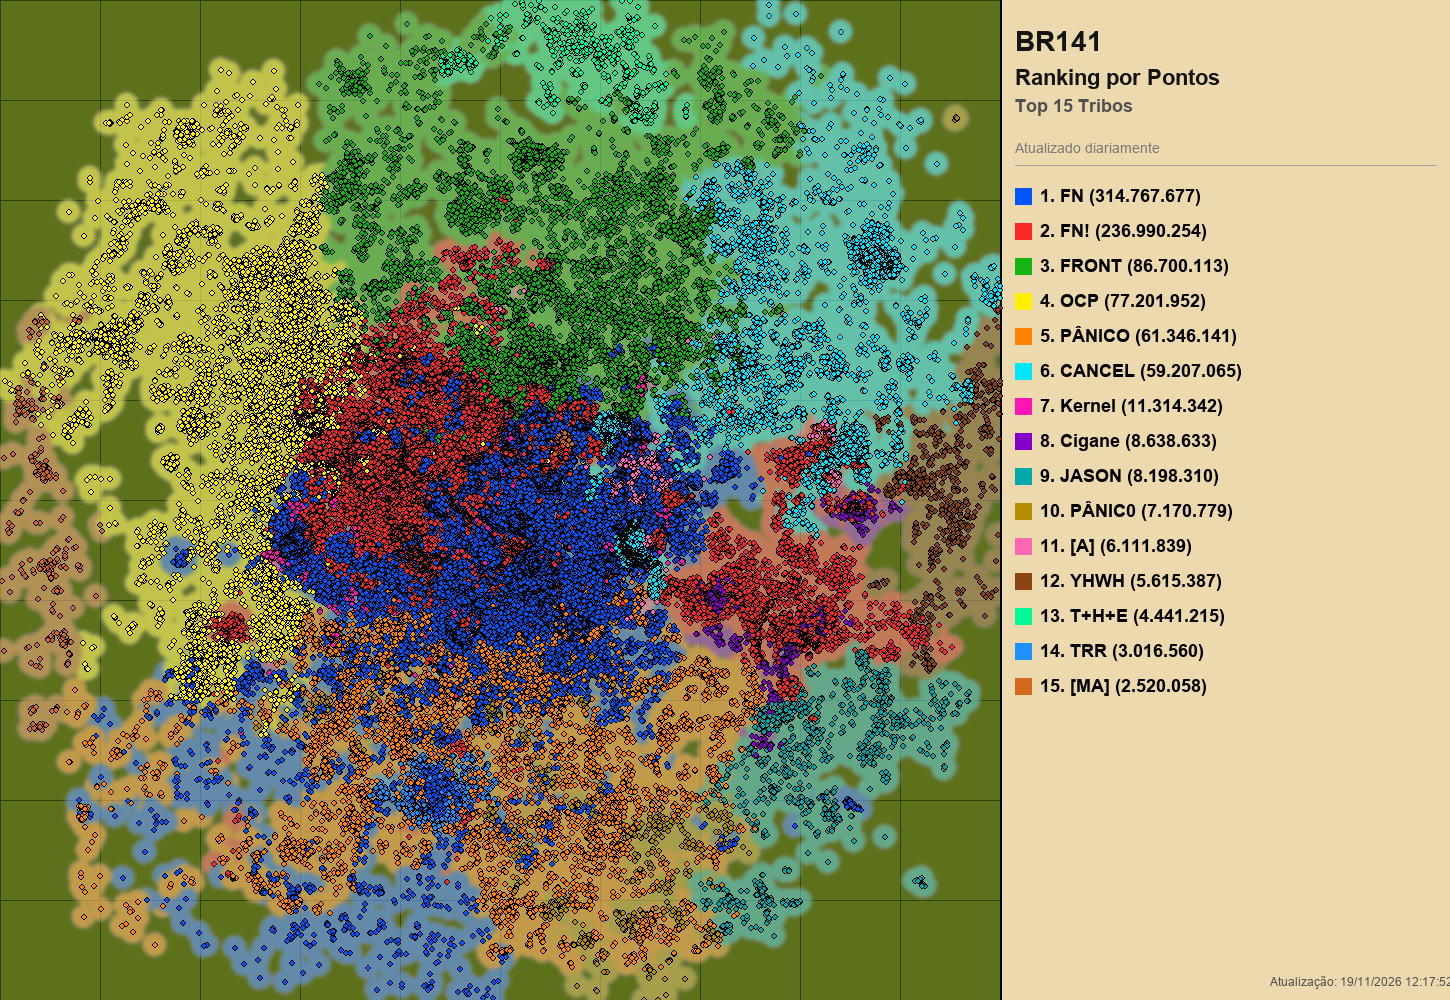 BR141
Ranking por Pontos
Top 15 Tribos
Atualizado diariamente
1. FN (314.767.677)
2. FN! (236.990.254)
3. FRONT (86.700.113)
4. OCP (77.201.952)
5. PÂNICO (61.346.141)
6. CANCEL (59.207.065)
7. Kernel (11.314.342)
8. Cigane (8.638.633)
9. JASON (8.198.310)
10. PÂNIC0 (7.170.779)
11. [A] (6.111.839)
12. YHWH (5.615.387)
13. T+H+E (4.441.215)
14. TRR (3.016.560)
15. [MA] (2.520.058)
Atualização: 19/11/2026 12:17:52